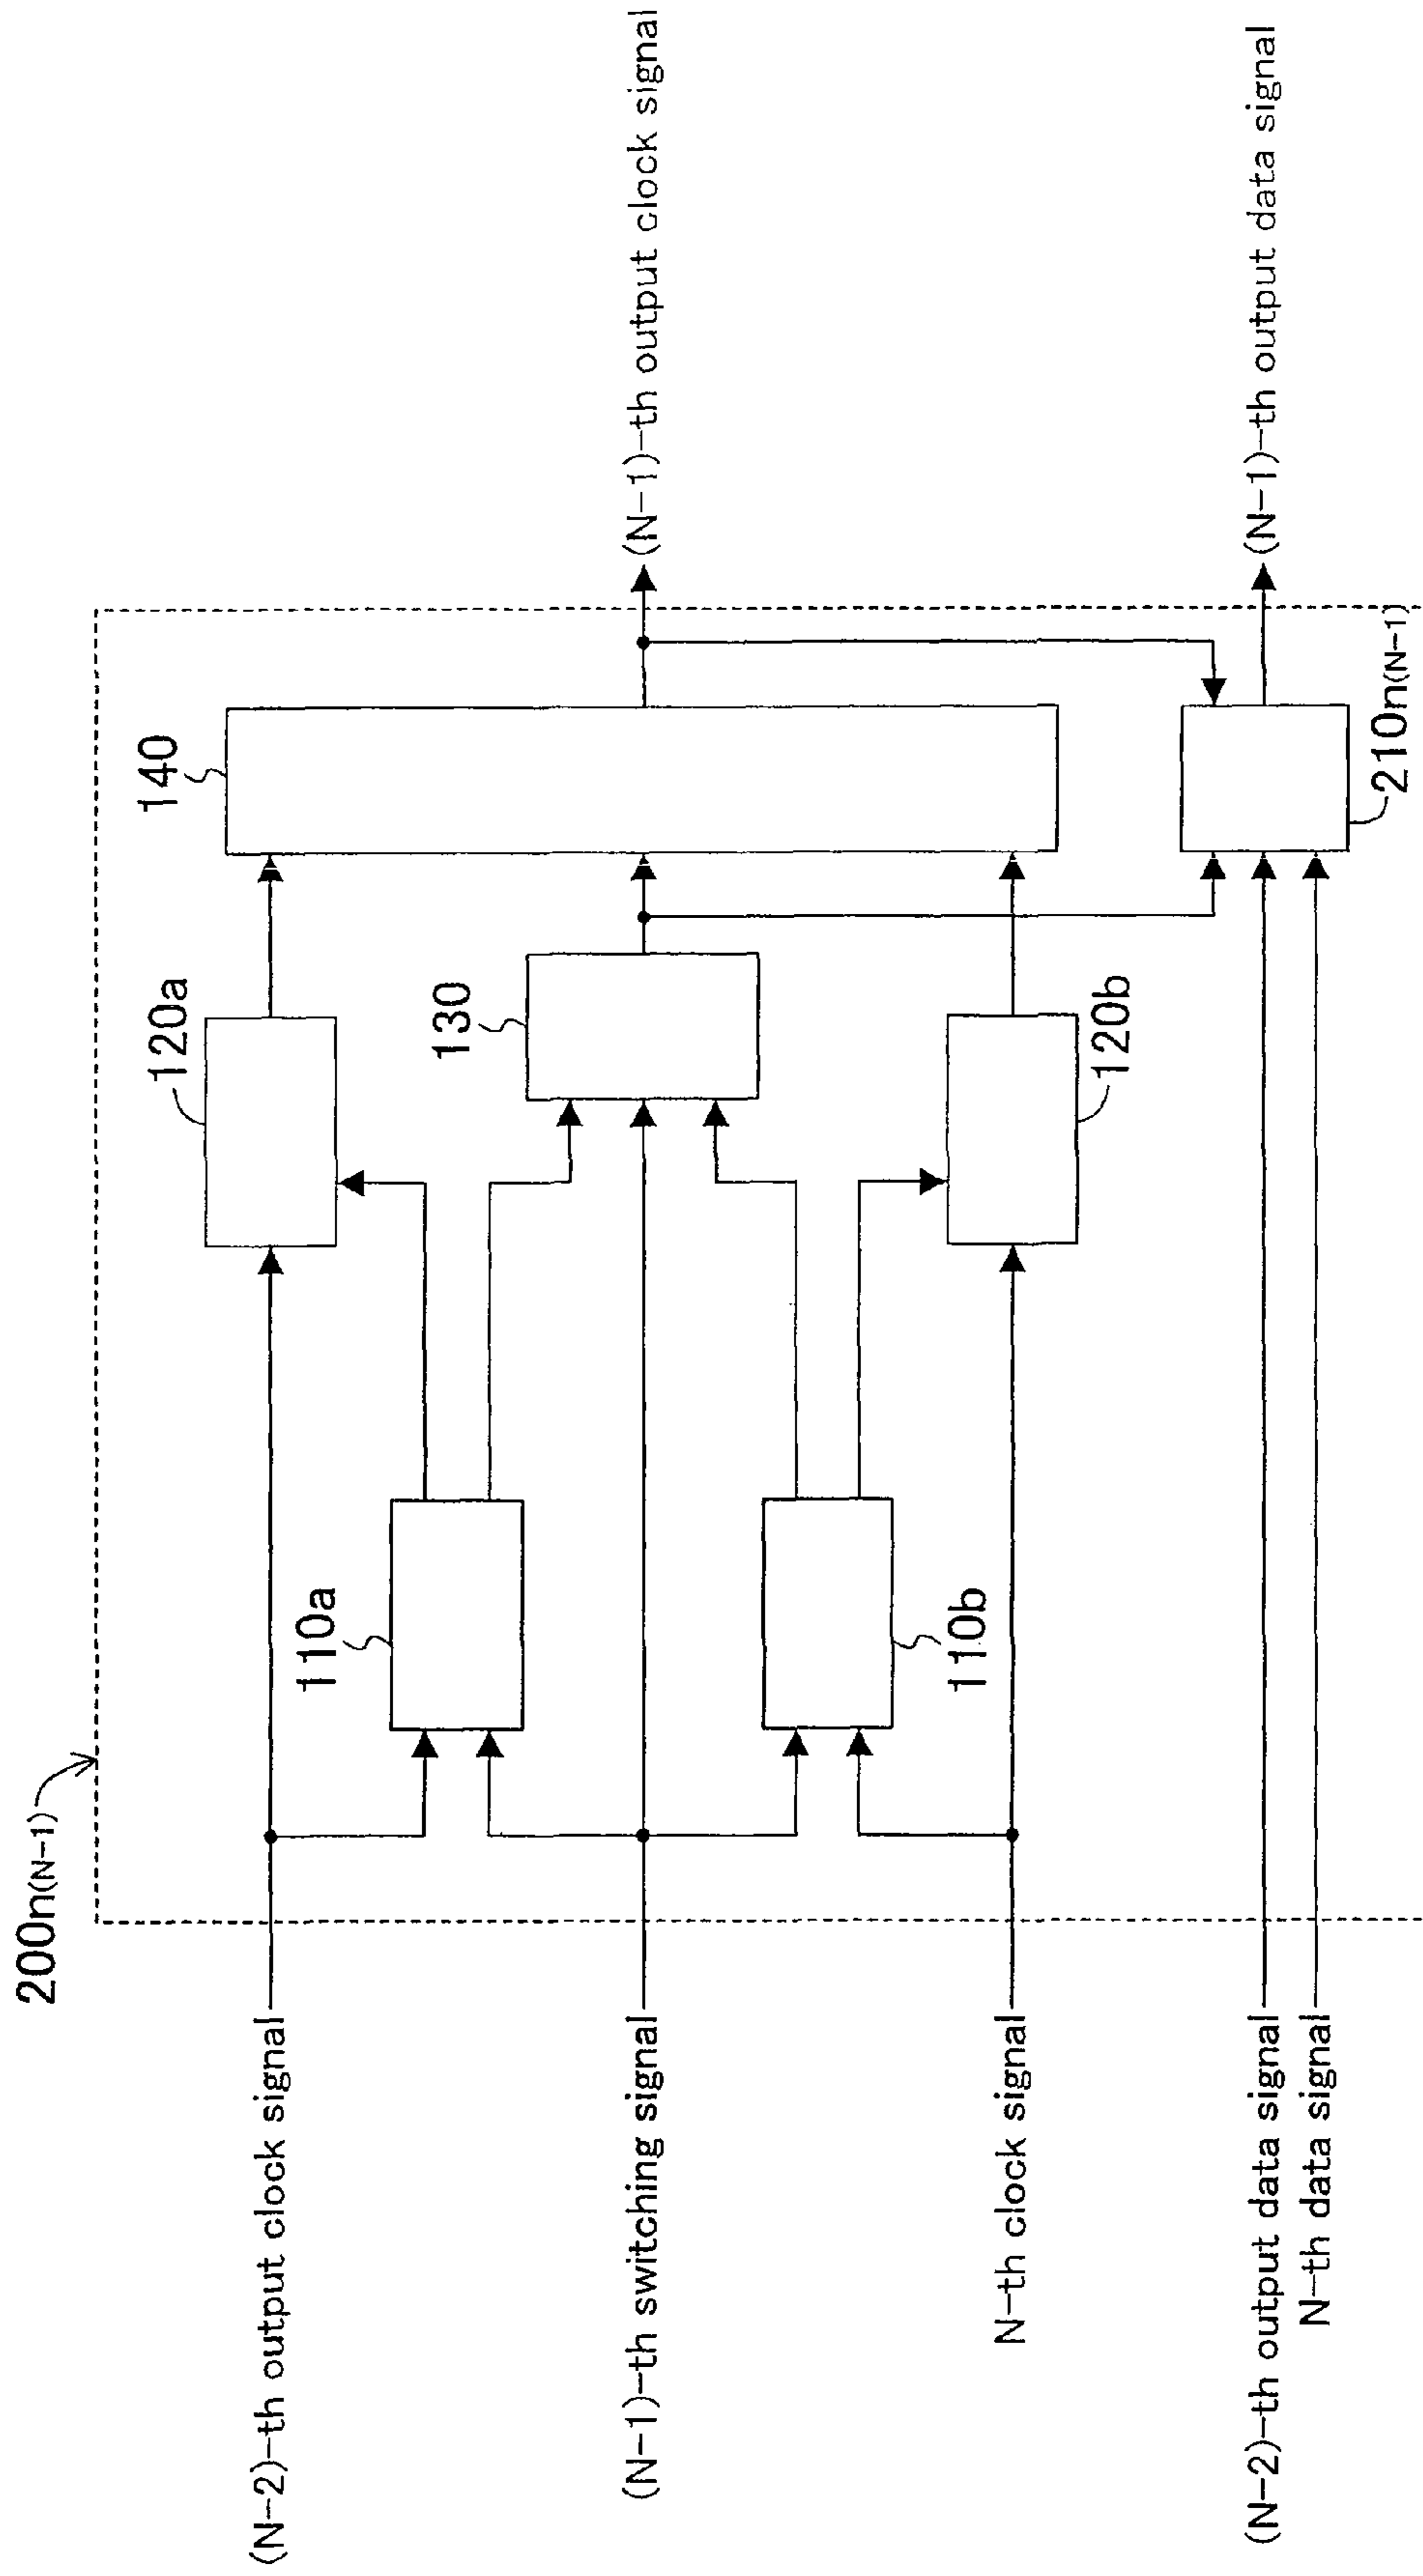 200n(N-1)
(N-2)-th output clock signal
(N-1)-th switching signal
N-th clock signal
(N-2)-th output data signal
N-th data signal
110a
110b
120a
130
120b
140
210n(N-1)
(N-1)-th output clock signal
(N-1)-th output data signal